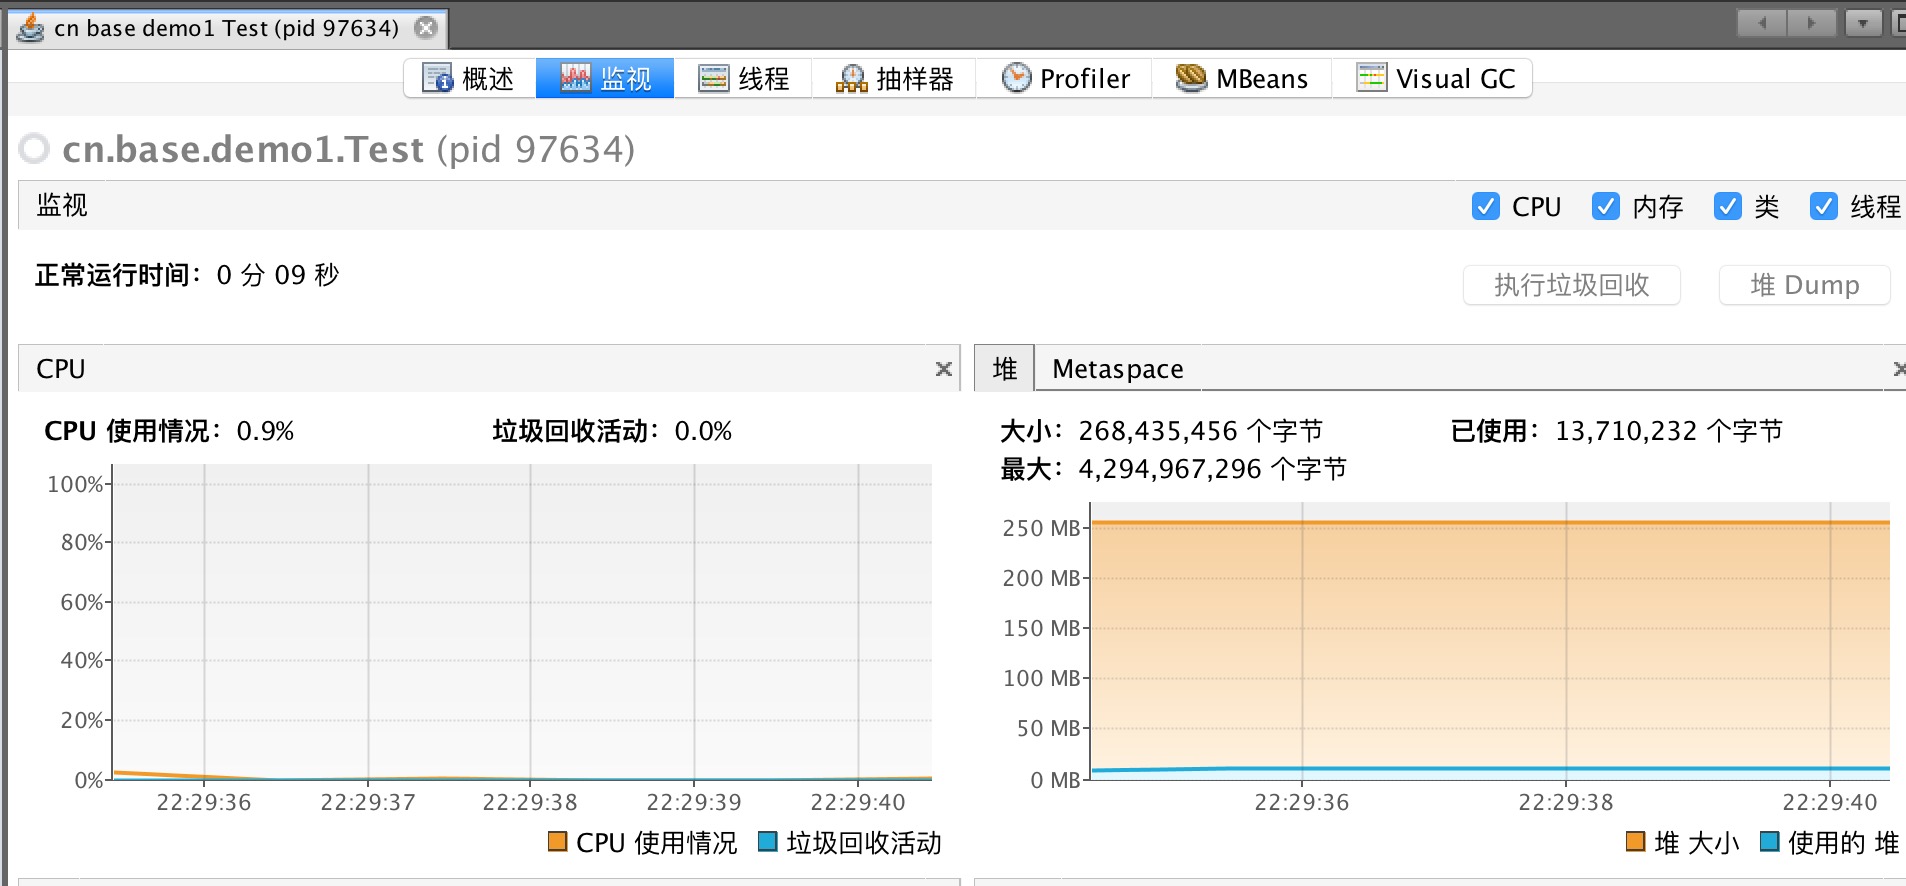 cn base demo1 Test (pid 97634)
概述 监视 线程 抽样器 Profiler MBeans Visual GC
cn.base.demo1.Test (pid 97634)
监视 CPU 内存 类 线程
正常运行时间：0 分 09 秒
执行垃圾回收 堆 Dump
CPU
CPU 使用情况：0.9% 垃圾回收活动：0.0%
100%
80%
60%
40%
20%
0%
22:29:36 22:29:37 22:29:38 22:29:39 22:29:40
CPU 使用情况 垃圾回收活动
堆 Metaspace
大小：268,435,456 个字节 已使用：13,710,232 个字节
最大：4,294,967,296 个字节
250 MB
200 MB
150 MB
100 MB
50 MB
0 MB
22:29:36 22:29:38 22:29:40
堆 大小 使用的 堆